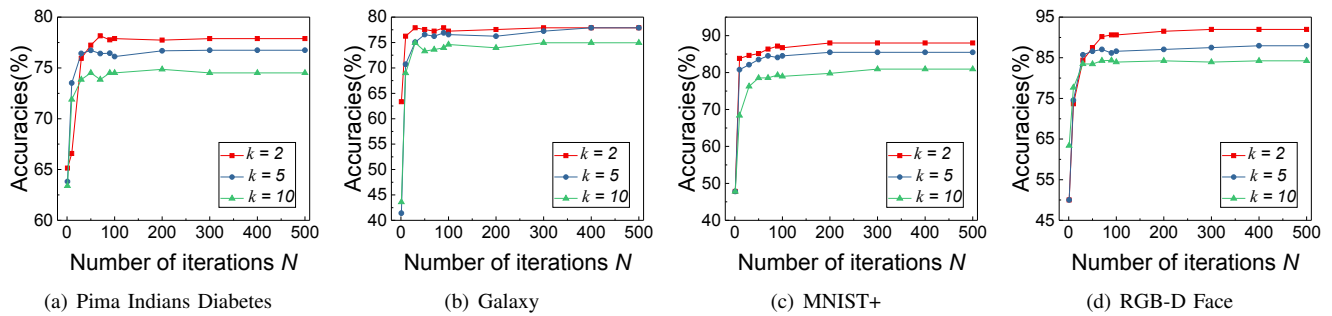 Accuracies(%)
80
75
70
65
60
k = 2
k = 5
k = 10
0 100 200 300 400 500
Number of iterations N
(a) Pima Indians Diabetes
Accuracies(%)
80
75
70
65
60
55
50
45
40
k = 2
k = 5
k = 10
0 100 200 300 400 500
Number of iterations N
(b) Galaxy
Accuracies(%)
90
80
70
60
50
40
k = 2
k = 5
k = 10
0 100 200 300 400 500
Number of iterations N
(c) MNIST+
Accuracies(%)
95
85
75
65
55
45
k = 2
k = 5
k = 10
0 100 200 300 400 500
Number of iterations N
(d) RGB-D Face